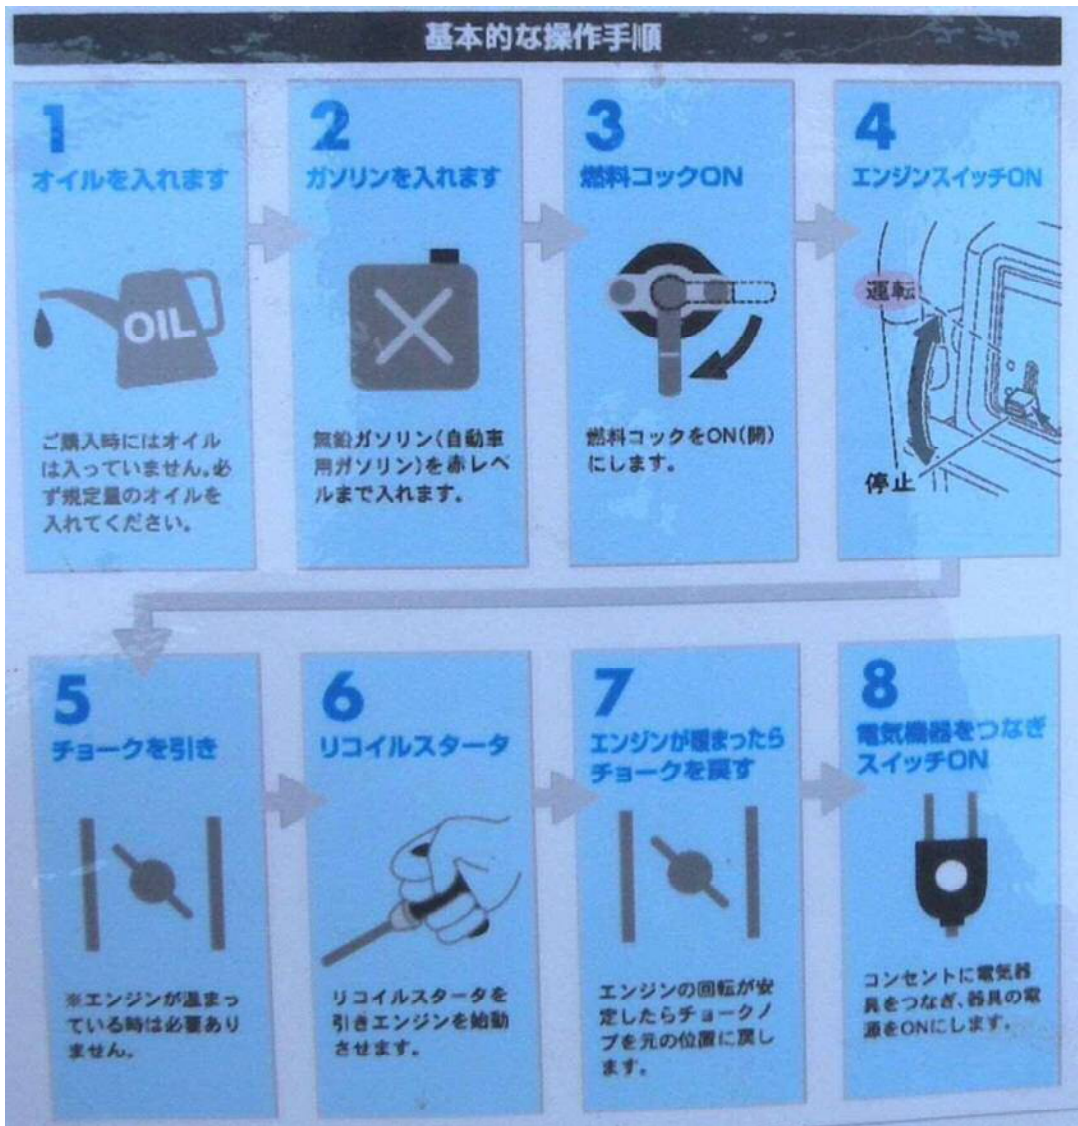 基本的な操作手順
1
オイルを入れます
OIL
ご購入時にはオイル
は入っていません。必
ず規定量のオイルを
入れてください。
2
ガソリンを入れます
無鉛ガソリン(自動車
用ガソリン)を赤レベ
ルまで入れます。
3
燃料コックON
燃料コックをON(開)
にします。
4
エンジンスイッチON
運転
停止
5
チョークを引き
※エンジンが温まっ
ている時は必要あり
ません。
6
リコイルスタータ
リコイルスタータを
引きエンジンを始動
させます。
7
エンジンが暖まったら
チョークを戻す
エンジンの回転が安
定したらチョークノ
ブを元の位置に戻し
ます。
8
電気機器をつなぎ
スイッチON
コンセントに電気器
具をつなぎ、器具の電
源をONにします。